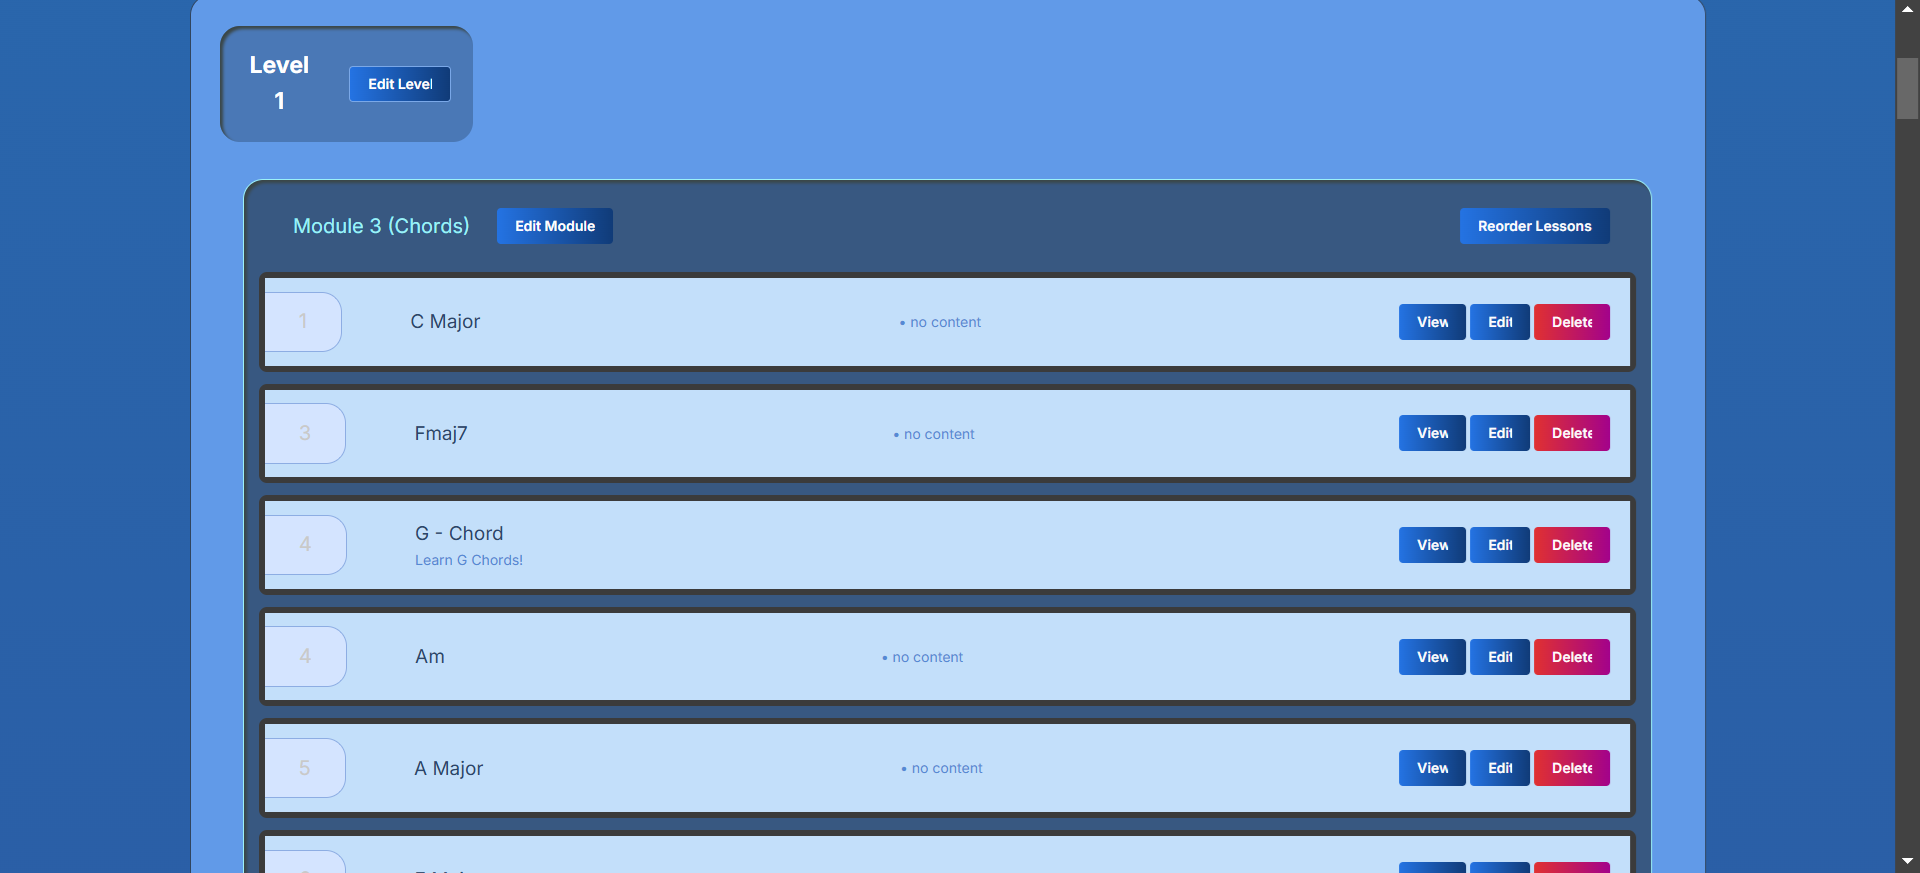 Level
1
Edit Level
Module 3 (Chords)
Edit Module
Reorder Lessons
1
C Major
• no content
View
Edit
Delete
3
Fmaj7
• no content
View
Edit
Delete
4
G - Chord
Learn G Chords!
View
Edit
Delete
4
Am
• no content
View
Edit
Delete
5
A Major
• no content
View
Edit
Delete